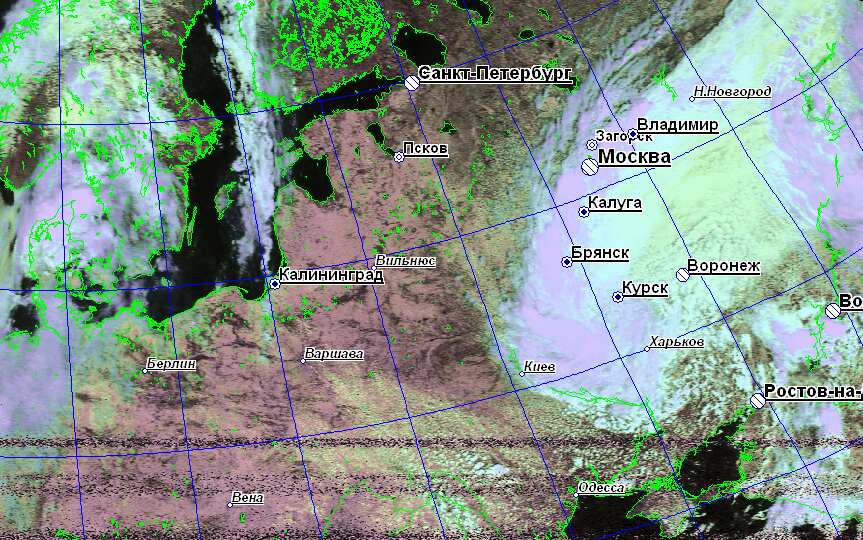 Санкт-Петербург
Н.Новгород
Владимир
Загорск
Псков
Москва
Калуга
Брянск
Вильнюс
Калининград
Воронеж
Курск
Во
Харьков
Варшава
Берлин
Киев
Ростов-на-
Одесса
Вена